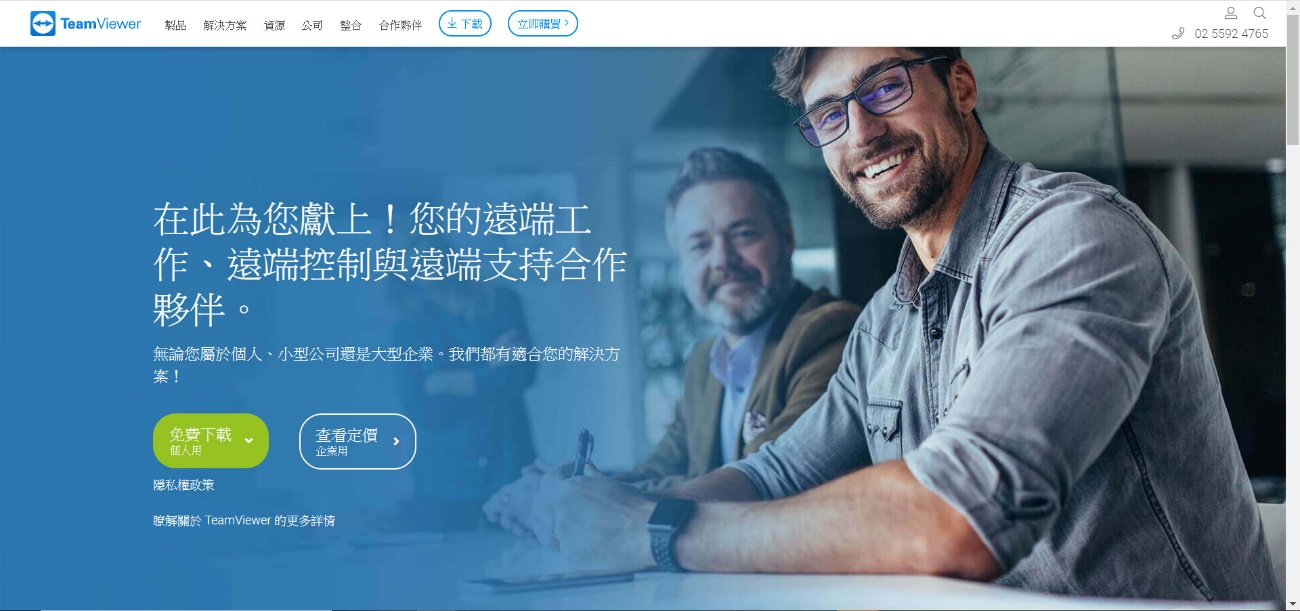 TeamViewer
製品 解決方案 資源 公司 整合 合作夥伴 下載 立即購買
02 5592 4765
在此為您獻上！您的遠端工
作、遠端控制與遠端支持合作
夥伴。
無論您屬於個人、小型公司還是大型企業。我們都有適合您的解決方
案！
免費下載
個人用
查看定價
企業用
隱私權政策
瞭解關於 TeamViewer 的更多詳情